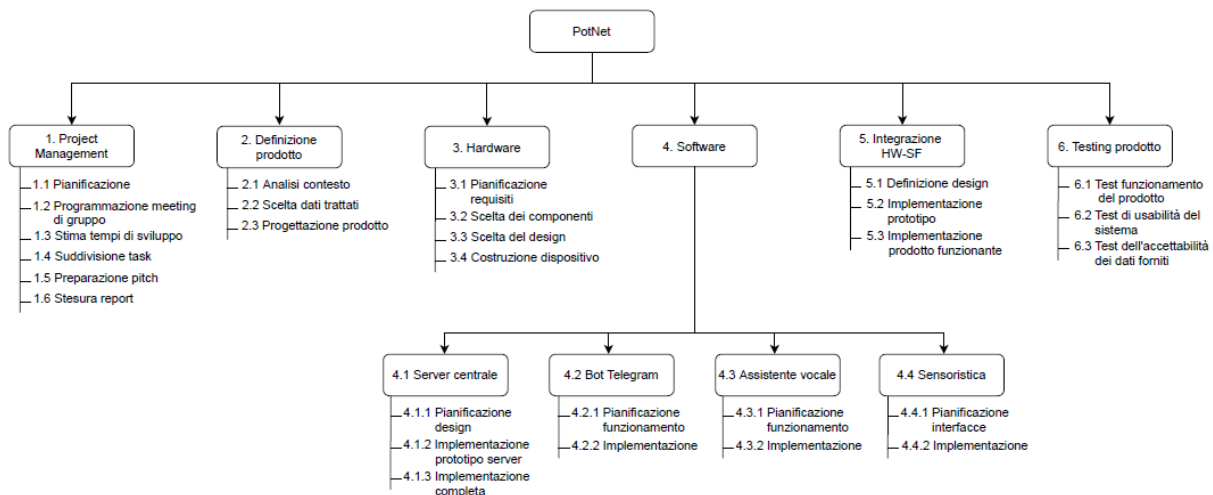 PotNet
1. Project
Management
1.1 Pianificazione
1.2 Programmazione meeting
di gruppo
1.3 Stima tempi di sviluppo
1.4 Suddivisione task
1.5 Preparazione pitch
1.6 Stesura report
2. Definizione
prodotto
2.1 Analisi contesto
2.2 Scelta dati trattati
2.3 Progettazione prodotto
3. Hardware
3.1 Pianificazione
requisiti
3.2 Scelta dei componenti
3.3 Scelta del design
3.4 Costruzione dispositivo
4. Software
4.1 Server centrale
4.1.1 Pianificazione
design
4.1.2 Implementazione
prototipo server
4.1.3 Implementazione
completa
4.2 Bot Telegram
4.2.1 Pianificazione
funzionamento
4.2.2 Implementazione
4.3 Assistente vocale
4.3.1 Pianificazione
funzionamento
4.3.2 Implementazione
4.4 Sensoristica
4.4.1 Pianificazione
interfacce
4.4.2 Implementazione
5. Integrazione
HW-SF
5.1 Definizione design
5.2 Implementazione
prototipo
5.3 Implementazione
prodotto funzionante
6. Testing prodotto
6.1 Test funzionamento
del prodotto
6.2 Test di usabilità del
sistema
6.3 Test dell'accettabilità
dei dati forniti